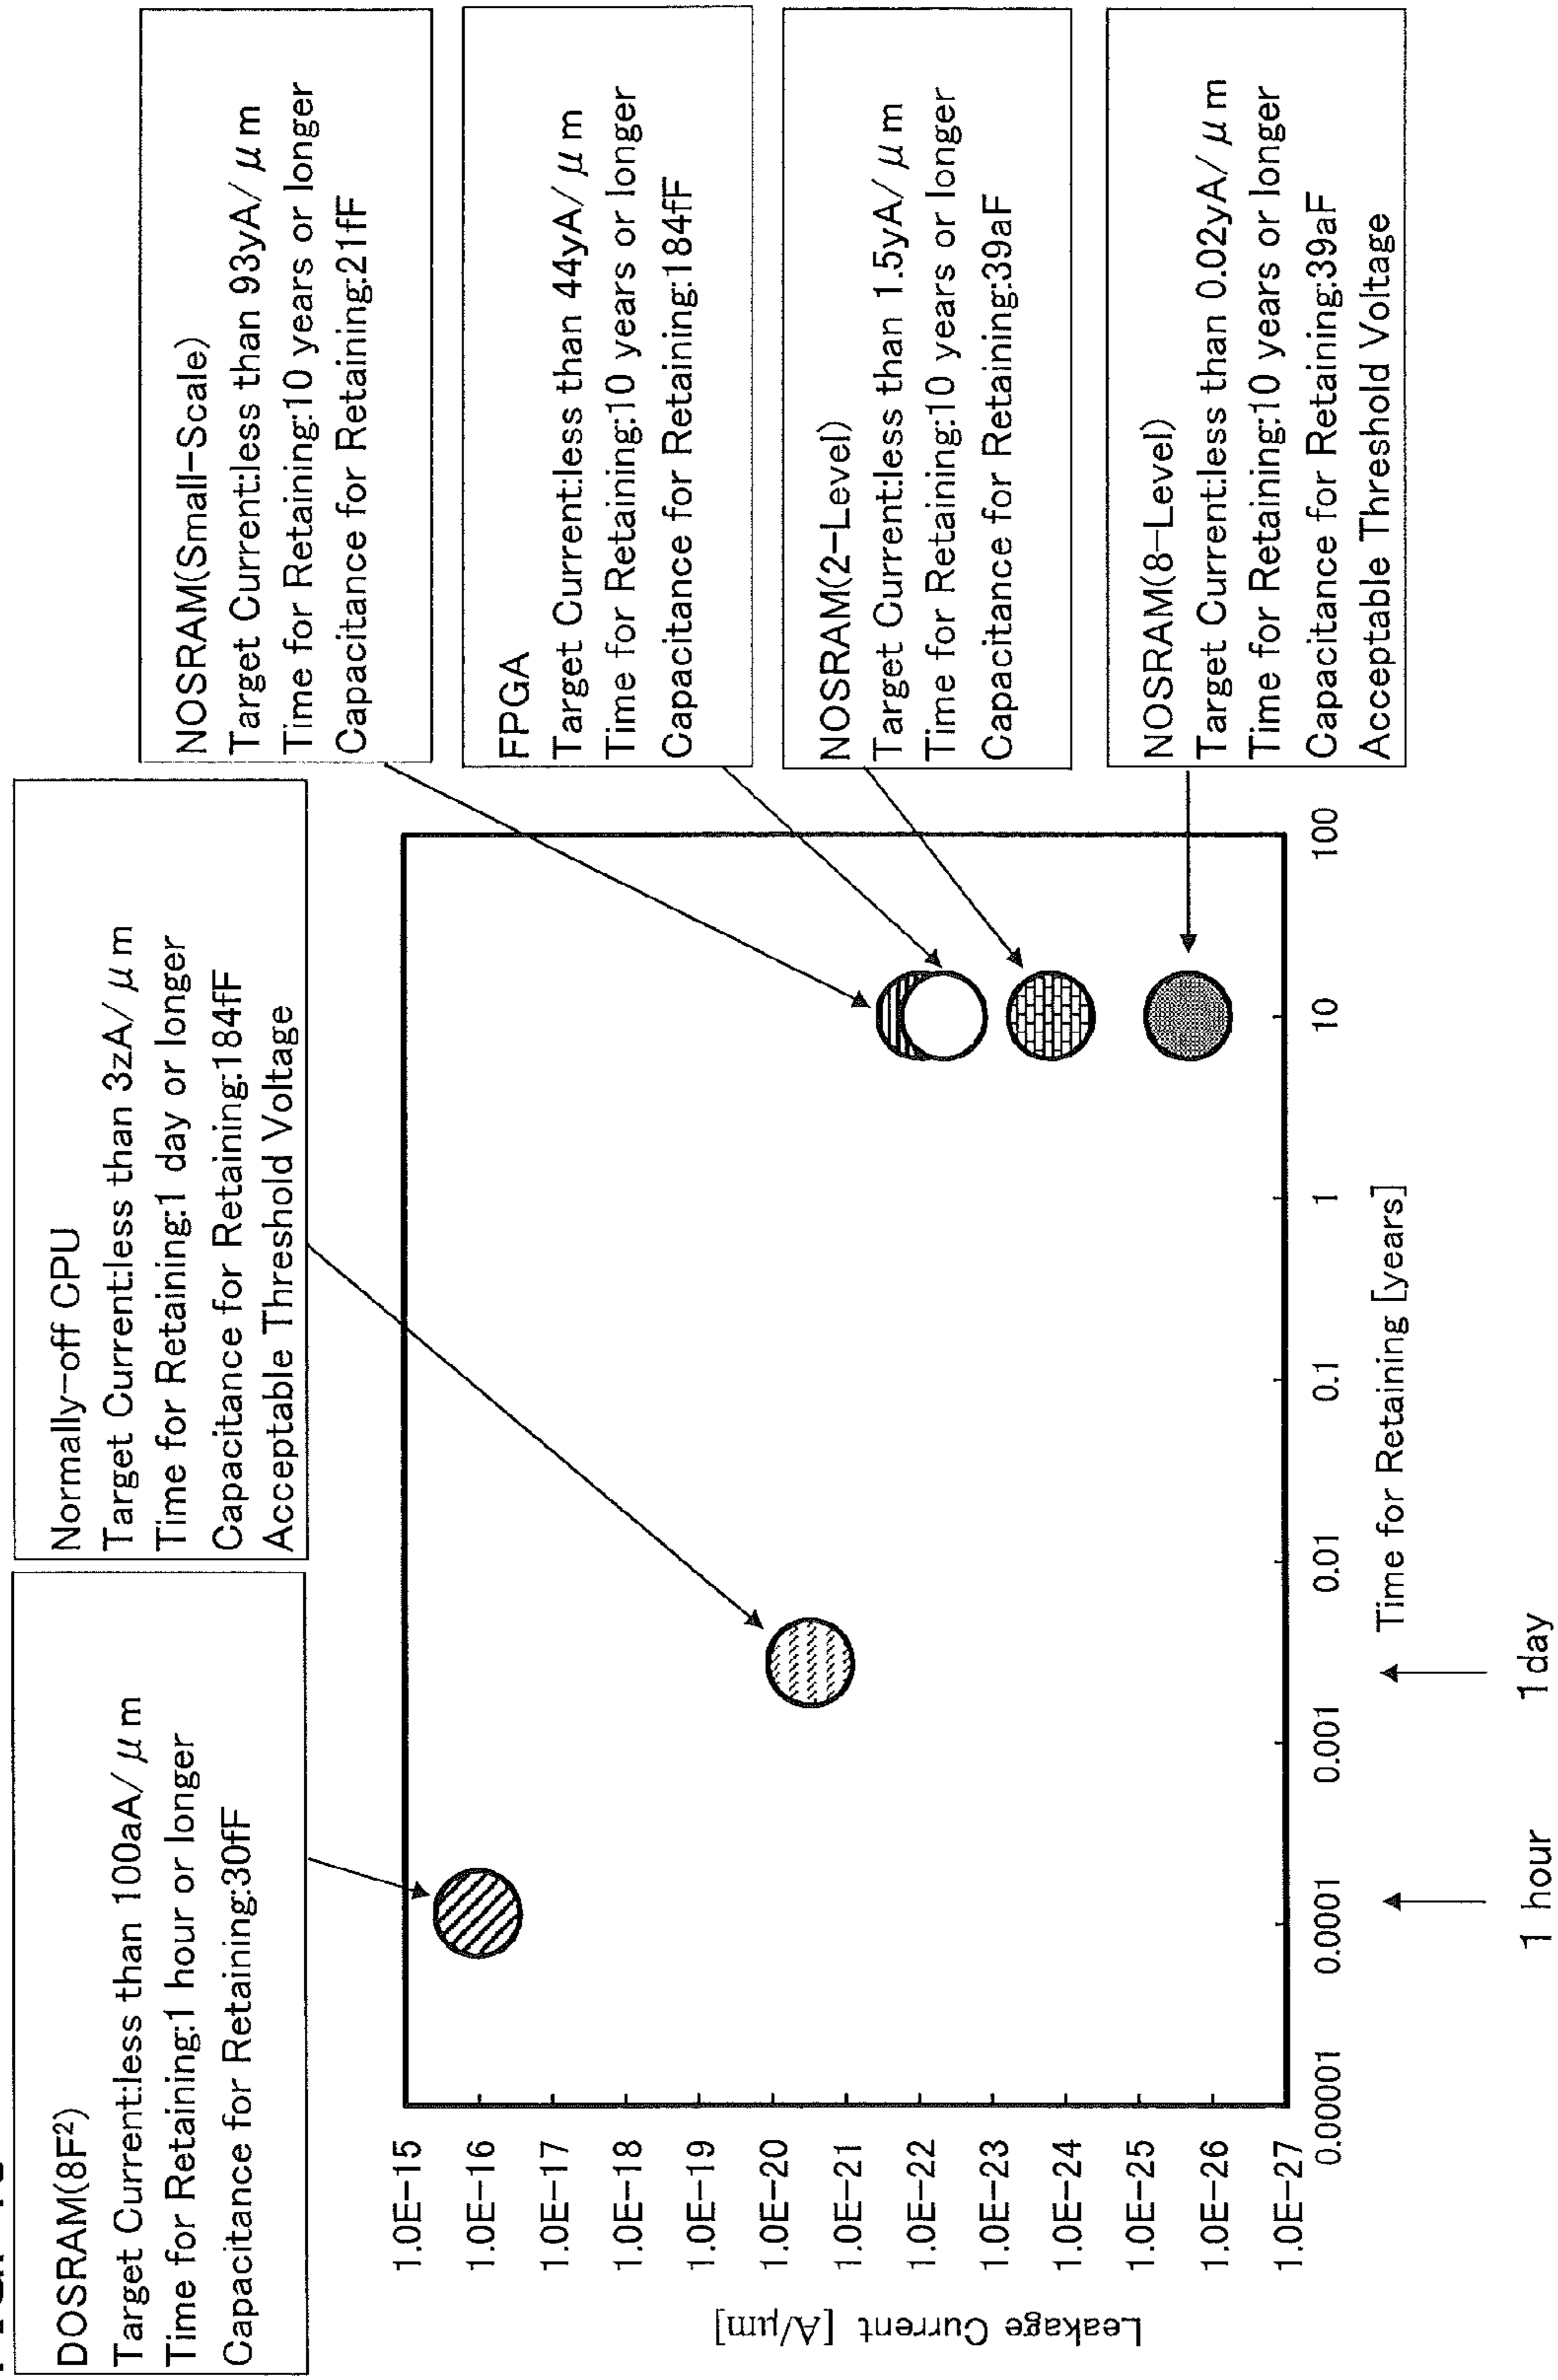 DOSRAM(8F²)
Target Current:less than 100aA/μm
Time for Retaining:1 hour or longer
Capacitance for Retaining:30fF
Normally-off CPU
Target Current:less than 3zA/μm
Time for Retaining:1 day or longer
Capacitance for Retaining:184fF
Acceptable Threshold Voltage
NOSRAM(Small-Scale)
Target Current:less than 93yA/μm
Time for Retaining:10 years or longer
Capacitance for Retaining:21fF
FPGA
Target Current:less than 44yA/μm
Time for Retaining:10 years or longer
Capacitance for Retaining:184fF
NOSRAM(2-Level)
Target Current:less than 1.5yA/μm
Time for Retaining:10 years or longer
Capacitance for Retaining:39aF
NOSRAM(8-Level)
Target Current:less than 0.02yA/μm
Time for Retaining:10 years or longer
Capacitance for Retaining:39aF
Acceptable Threshold Voltage
Leakage Current [A/μm]
1.0E-15
1.0E-16
1.0E-17
1.0E-18
1.0E-19
1.0E-20
1.0E-21
1.0E-22
1.0E-23
1.0E-24
1.0E-25
1.0E-26
1.0E-27
0.00001
0.0001
0.001
0.01
0.1
1
10
100
Time for Retaining [years]
1 hour
1 day